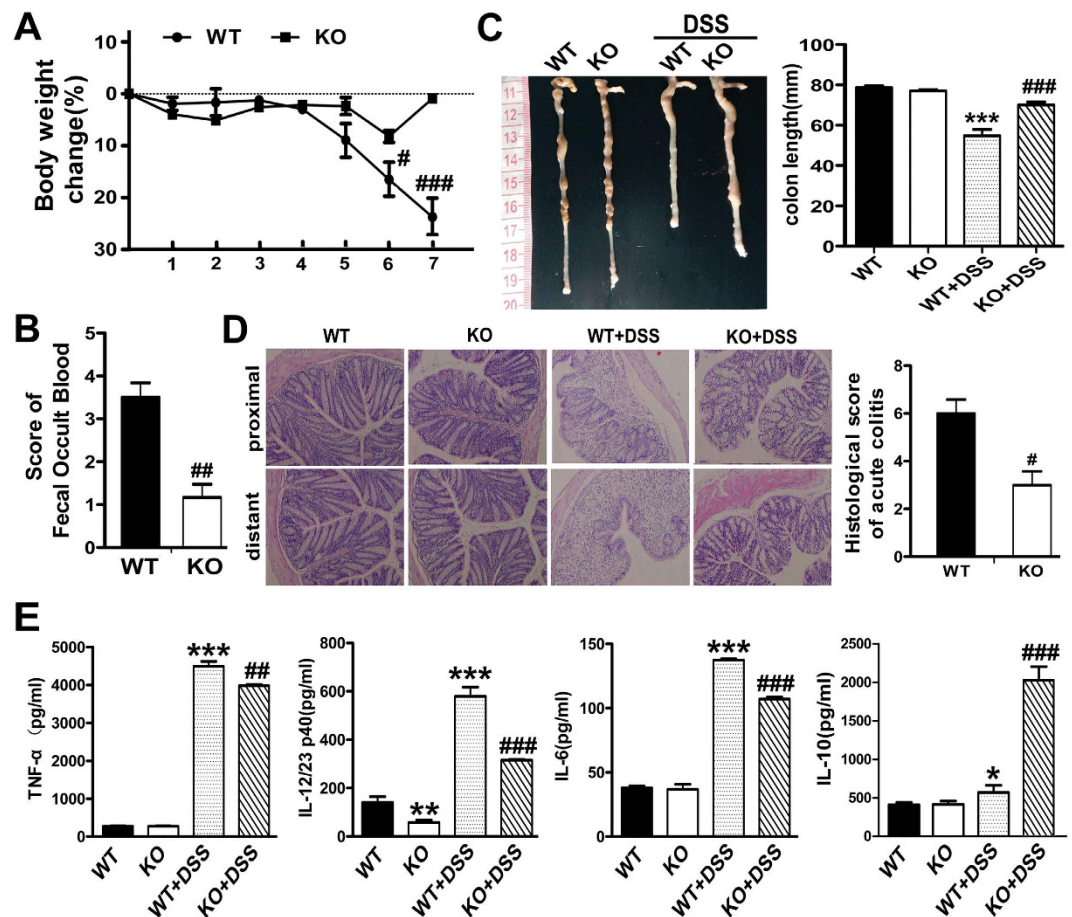 A
WT KO
Body weight
change(%)
10
0
10
20
30
1 2 3 4 5 6 7
#
###
B
Score of
Fecal Occult Blood
5
4
3
2
1
0
##
WT KO
C
DSS
WT KO WT KO
11
12
13
14
15
16
17
18
19
20
colon length(mm)
100
80
60
40
20
0
***
###
WT KO WT+DSS KO+DSS
D
WT KO WT+DSS KO+DSS
proximal
distant
Histological score
of acute colitis
8
6
4
2
0
#
WT KO
E
TNF-α (pg/ml)
5000
4000
3000
2000
1000
0
***
##
WT KO WT+DSS KO+DSS
IL-12/23 p40(pg/ml)
800
600
400
200
0
**
***
###
WT KO WT+DSS KO+DSS
IL-6(pg/ml)
150
100
50
0
***
###
WT KO WT+DSS KO+DSS
IL-10(pg/ml)
2500
2000
1500
1000
500
0
*
###
WT KO WT+DSS KO+DSS